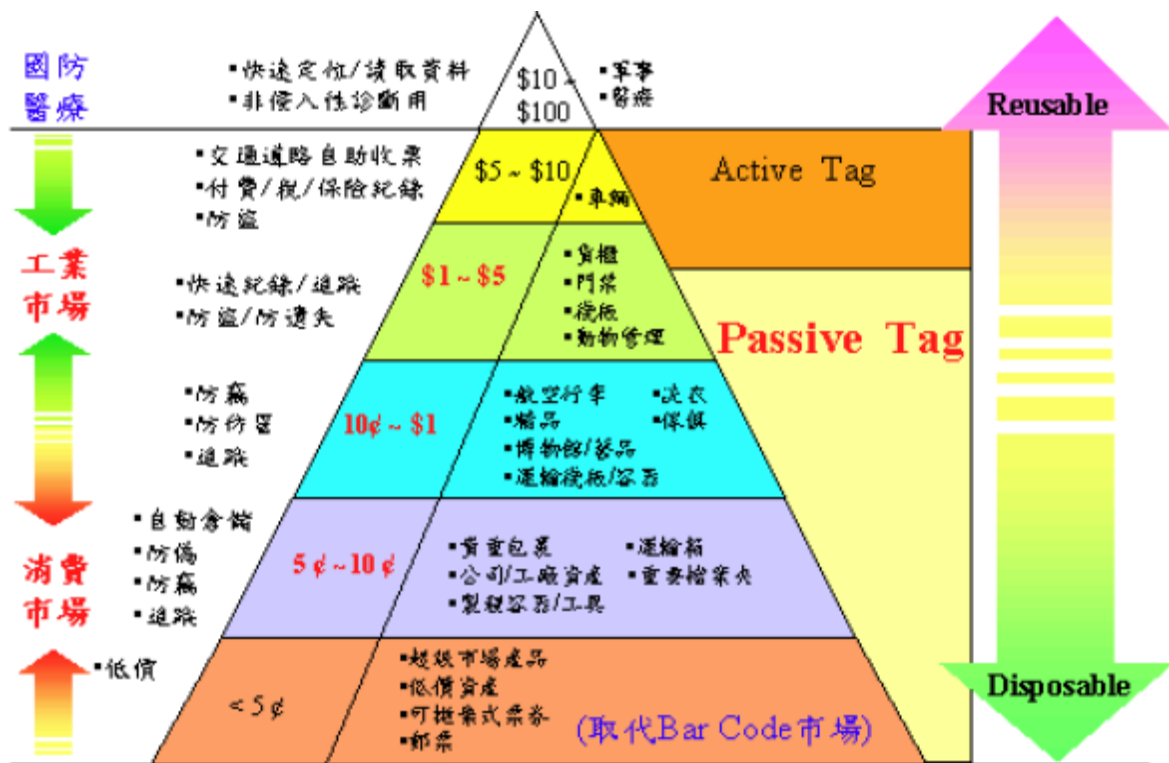 國防
醫療
▪快速定位/讀取資料
▪非侵入性診斷用
$10 ~
$100
▪軍事
▪醫療
Reusable
▪交通道路自助收票
▪付費/稅/保險紀錄
▪防盜
$5 ~ $10
▪車輛
Active Tag
工業
市場
▪快速紀錄/追蹤
▪防盜/防遺失
$1 ~ $5
▪貨櫃
▪門禁
▪棧板
▪動物管理
Passive Tag
▪防竊
▪防仿冒
▪追蹤
10¢ ~ $1
▪航空行李
▪洗衣
▪精品
▪傢俱
▪博物館/藝品
▪運輸棧板/容器
消費
市場
▪自動倉儲
▪防偽
▪防竊
▪追蹤
5 ¢ ~ 10 ¢
▪貴重包裹
▪運輸箱
▪公司/工廠資產
▪重要檔案夾
▪製程容器/工具
▪低價
< 5 ¢
▪超級市場產品
▪低價資產
▪可拋棄式票券
▪郵票
(取代Bar Code市場)
Disposable